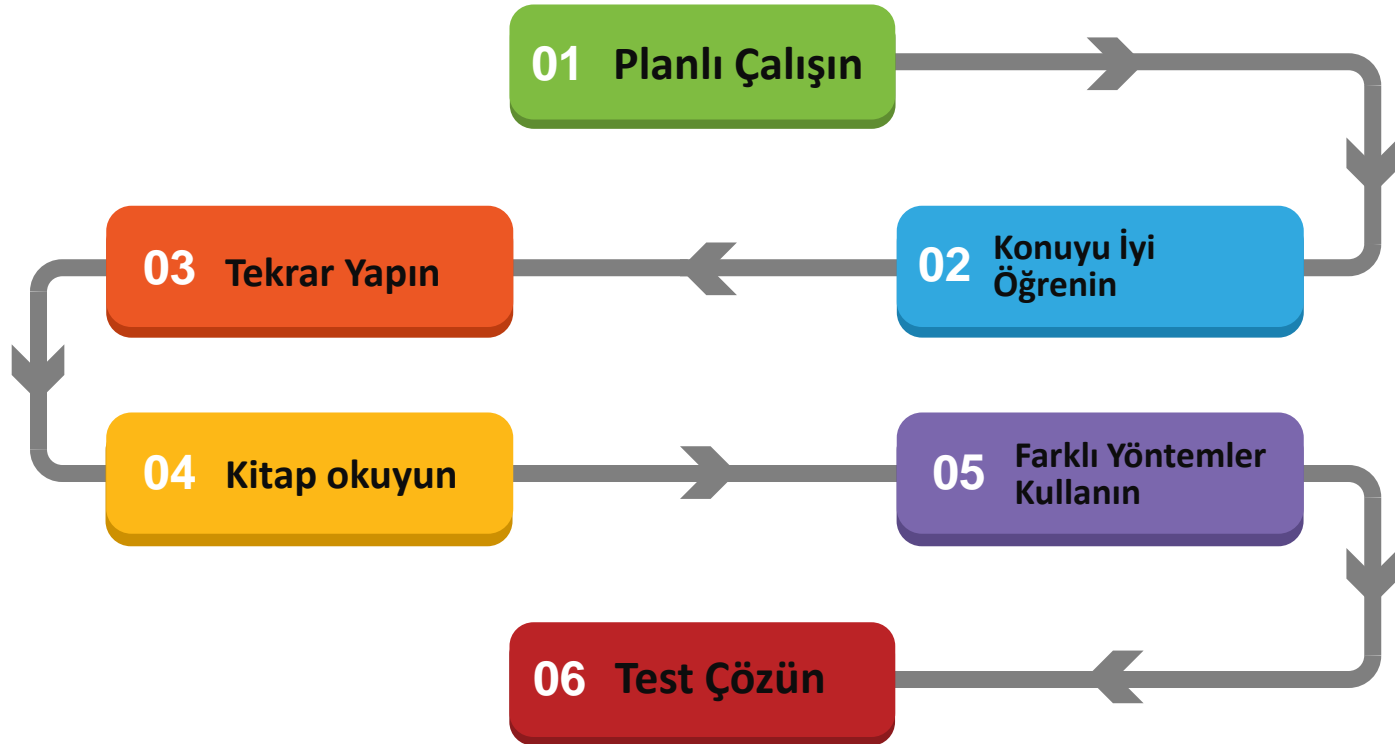 01 Planlı Çalışın
02 Konuyu İyi
Öğrenin
03 Tekrar Yapın
04 Kitap okuyun
05 Farklı Yöntemler
Kullanın
06 Test Çözün